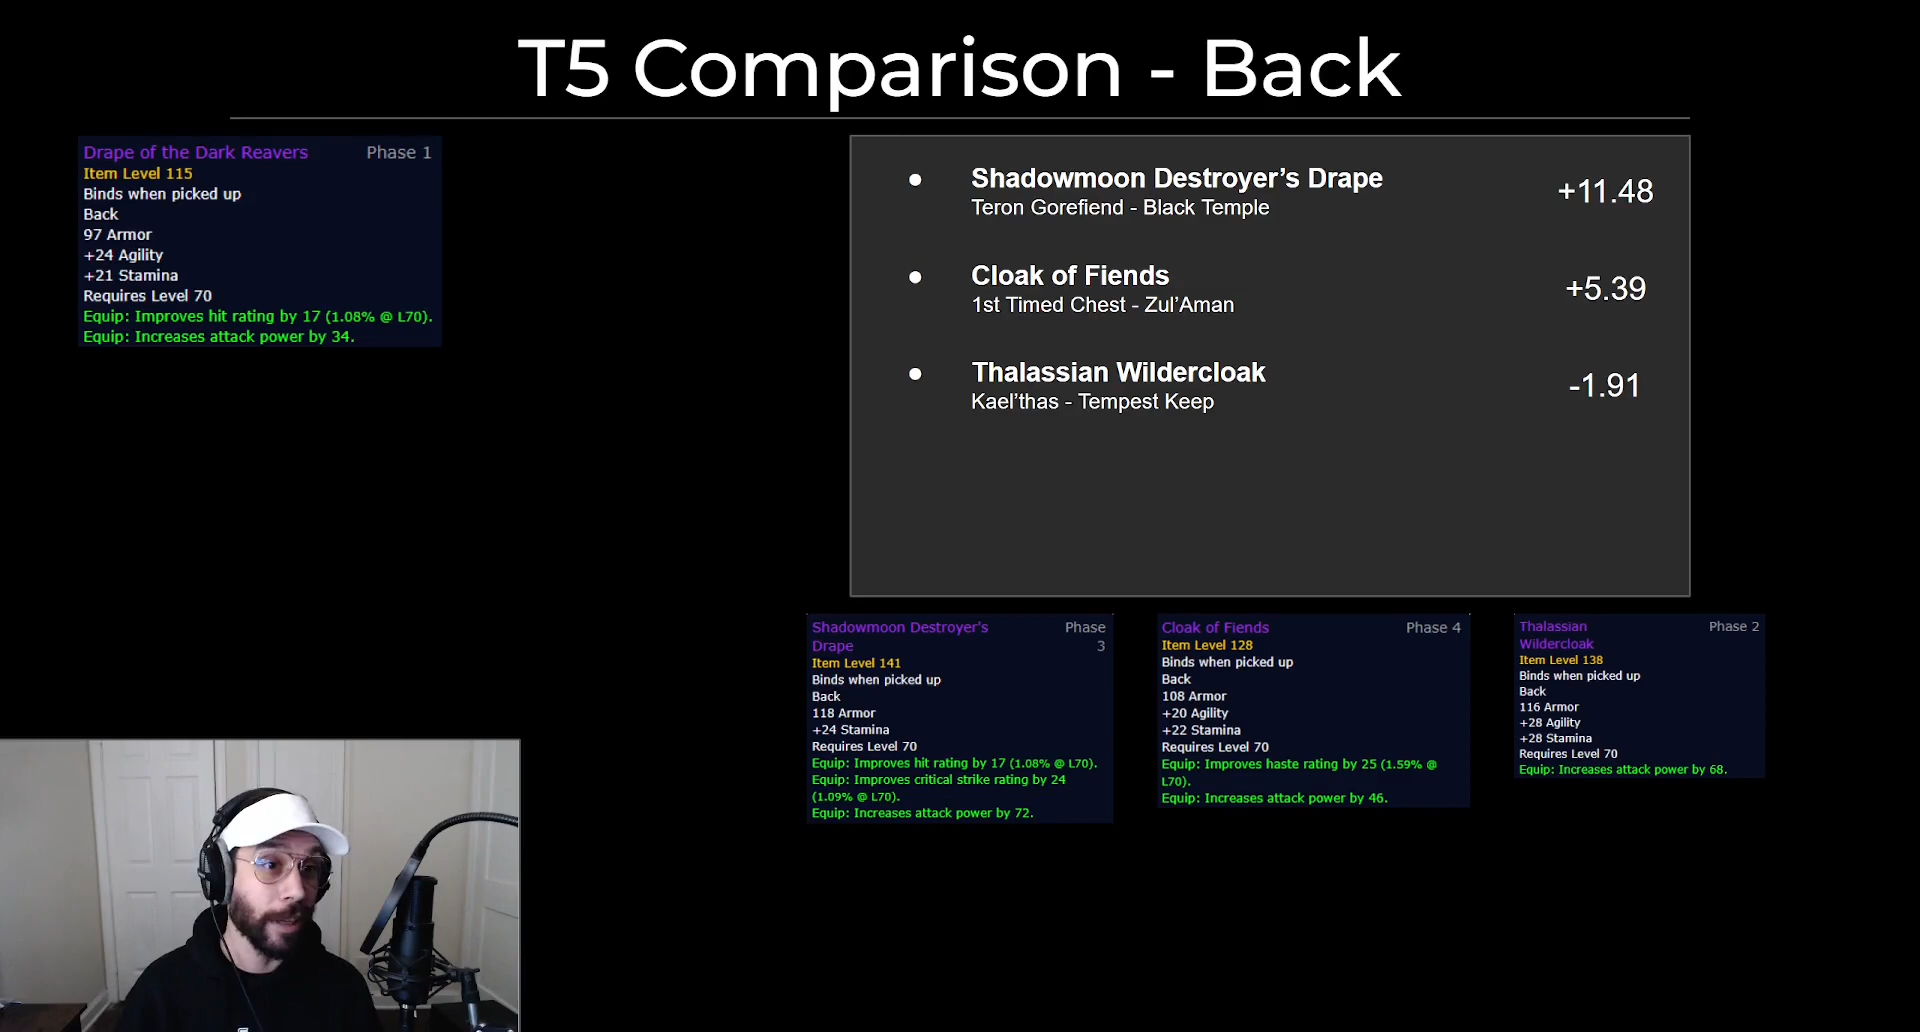 T5 Comparison - Back
Drape of the Dark Reavers Phase 1
Item Level 115
Binds when picked up
Back
97 Armor
+24 Agility
+21 Stamina
Requires Level 70
Equip: Improves hit rating by 17 (1.08% @ L70).
Equip: Increases attack power by 34.
• Shadowmoon Destroyer’s Drape +11.48
Teron Gorefiend - Black Temple
• Cloak of Fiends +5.39
1st Timed Chest - Zul’Aman
• Thalassian Wildercloak -1.91
Kael’thas - Tempest Keep
Shadowmoon Destroyer's Phase
Drape 3
Item Level 141
Binds when picked up
Back
118 Armor
+24 Stamina
Requires Level 70
Equip: Improves hit rating by 17 (1.08% @ L70).
Equip: Improves critical strike rating by 24
(1.09% @ L70).
Equip: Increases attack power by 72.
Cloak of Fiends Phase 4
Item Level 128
Binds when picked up
Back
108 Armor
+20 Agility
+22 Stamina
Requires Level 70
Equip: Improves haste rating by 25 (1.59% @
L70).
Equip: Increases attack power by 46.
Thalassian Phase 2
Wildercloak
Item Level 138
Binds when picked up
Back
116 Armor
+28 Agility
+28 Stamina
Requires Level 70
Equip: Increases attack power by 68.